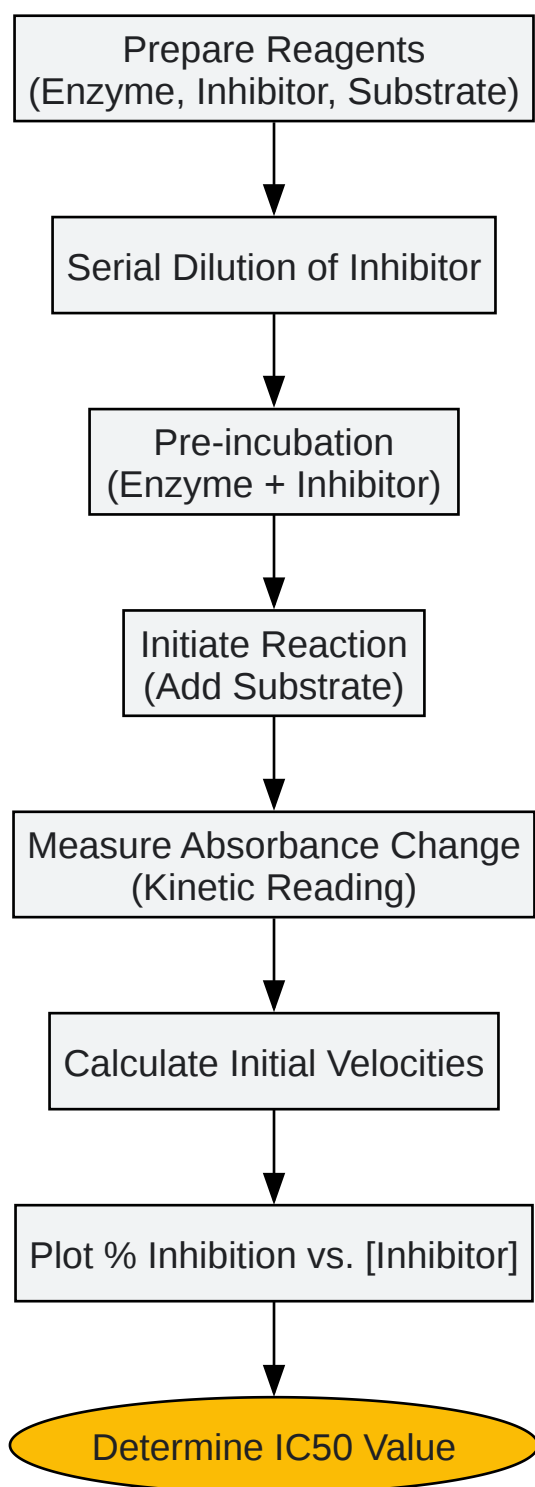 Prepare Reagents
(Enzyme, Inhibitor, Substrate)
Serial Dilution of Inhibitor
Pre-incubation
(Enzyme + Inhibitor)
Initiate Reaction
(Add Substrate)
Measure Absorbance Change
(Kinetic Reading)
Calculate Initial Velocities
Plot % Inhibition vs. [Inhibitor]
Determine IC50 Value